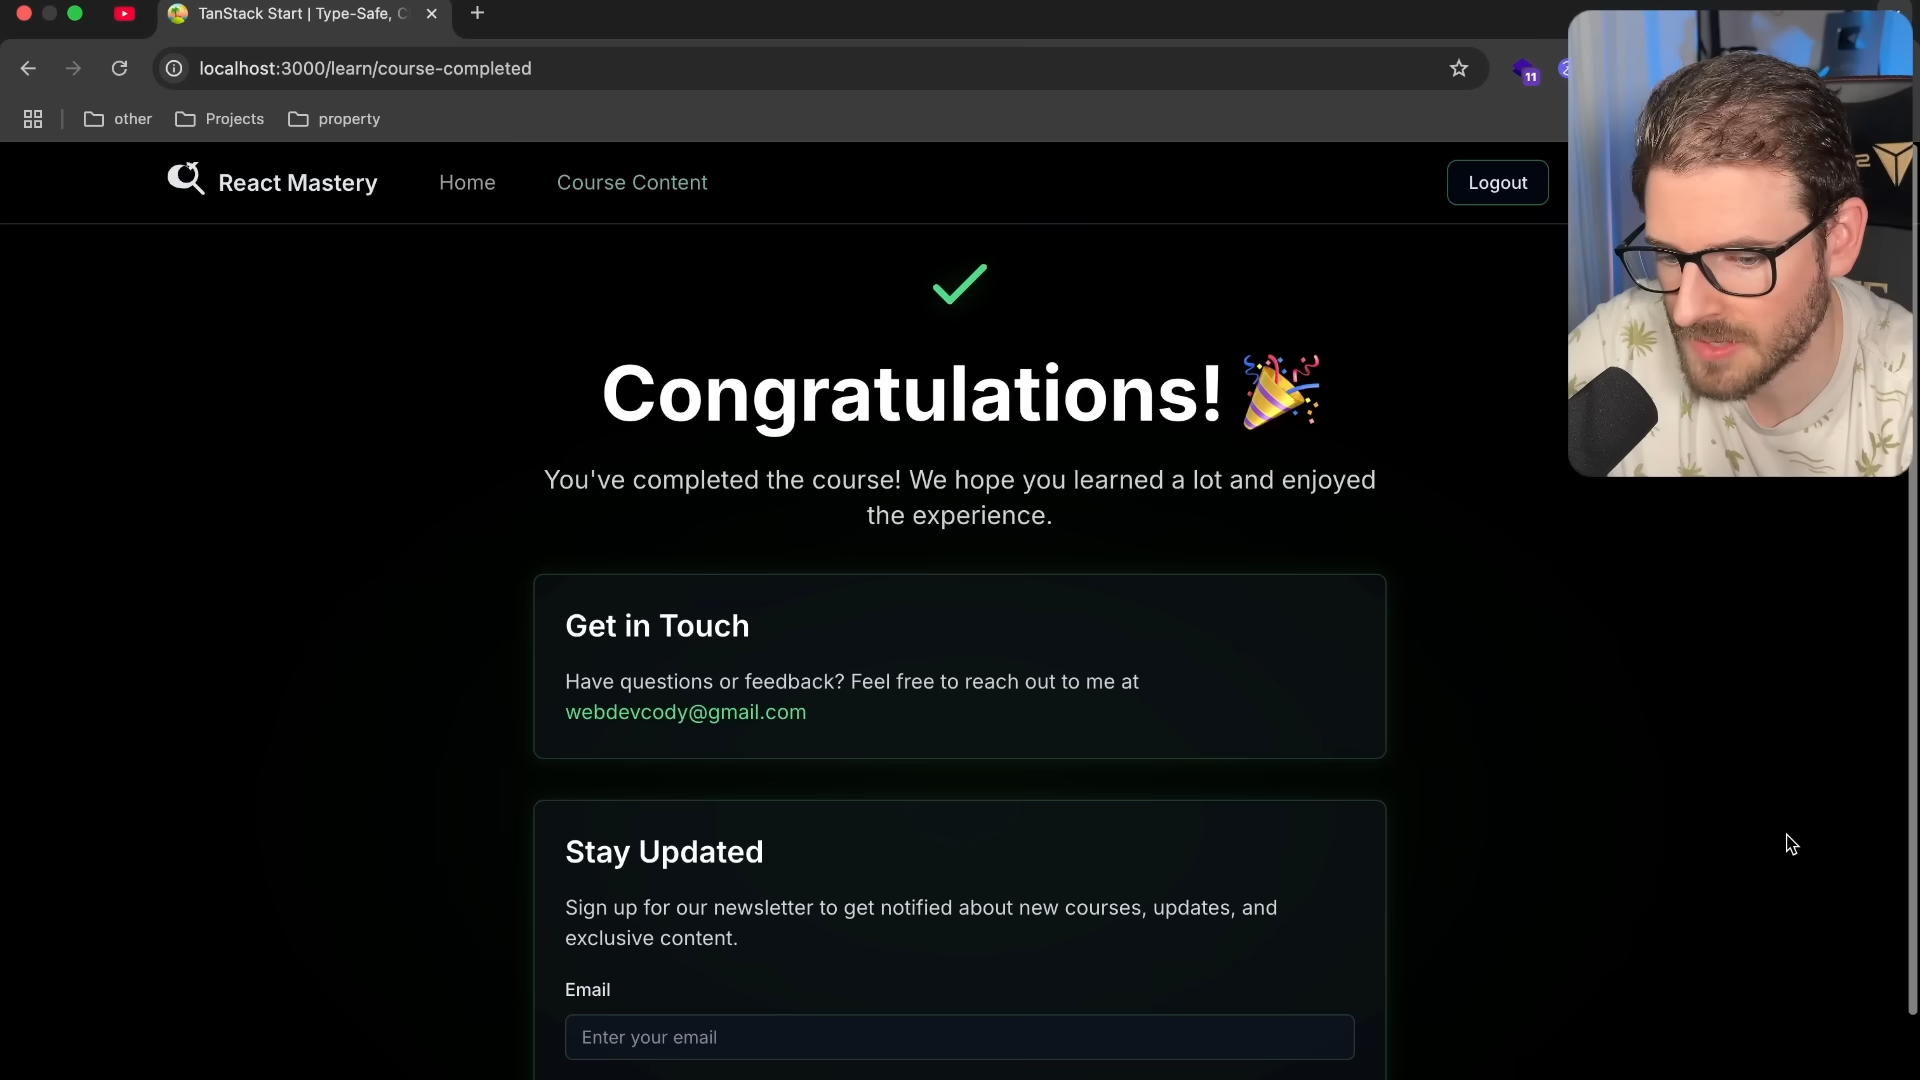 TanStack Start | Type-Safe, C
localhost:3000/learn/course-completed
11
other
Projects
property
React Mastery
Home
Course Content
Logout
Congratulations! 🎉
You've completed the course! We hope you learned a lot and enjoyed
the experience.
Get in Touch
Have questions or feedback? Feel free to reach out to me at
webdevcody@gmail.com
Stay Updated
Sign up for our newsletter to get notified about new courses, updates, and
exclusive content.
Email
Enter your email